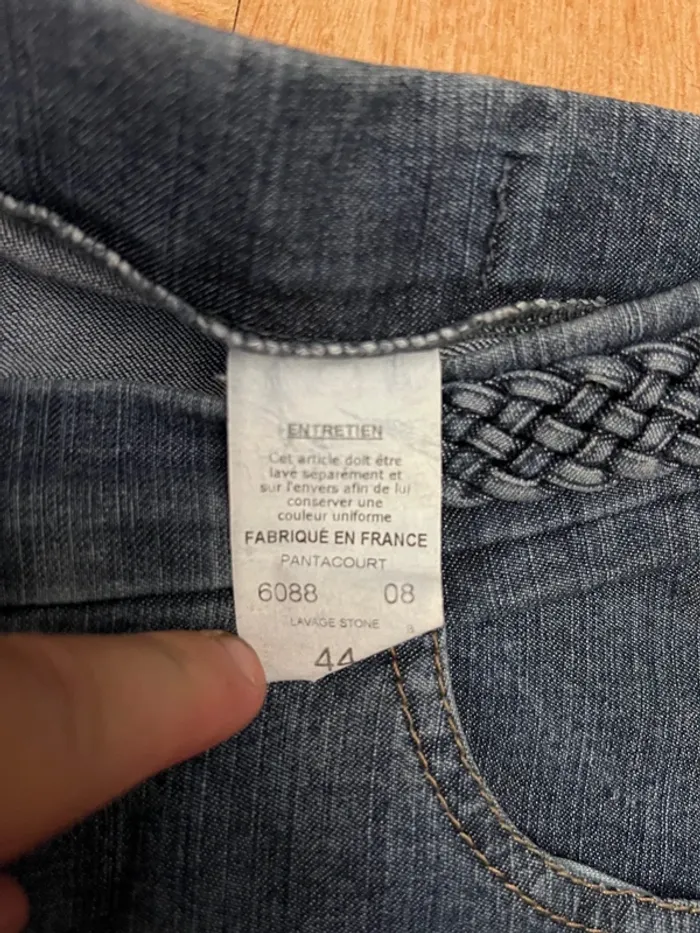 ENTRETIEN
Cet article doit être
lavé séparément et
sur l'envers afin de lui
conserver une
couleur uniforme
FABRIQUÉ EN FRANCE
PANTACOURT
6088 08
LAVAGE STONE
44